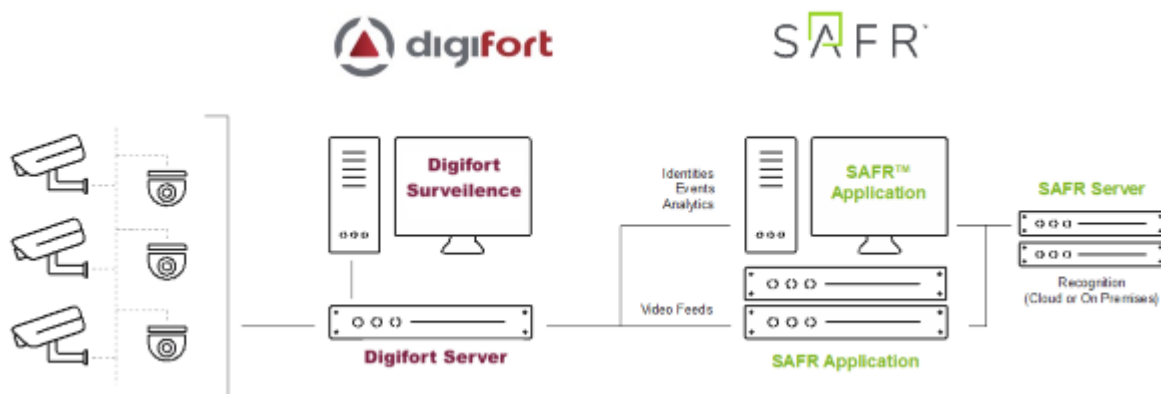 digifort
SAFR™
Digifort
Surveilence
Identities
Events
Analytics
SAFR™
Application
SAFR Server
Recognition
(Cloud or On Premises)
Video Feeds
Digifort Server
SAFR Application